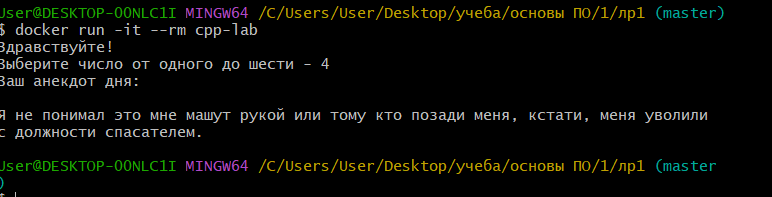 User@DESKTOP-OONLC1I MINGW64 /C/Users/User/Desktop/учеба/основы ПО/1/лр1 (master)
$ docker run -it --rm cpp-lab
Здравствуйте!
Выберите число от одного до шести - 4
Ваш анекдот дня:
Я не понимал это мне машут рукой или тому кто позади меня, кстати, меня уволили
с должности спасателем.
User@DESKTOP-OONLC1I MINGW64 /C/Users/User/Desktop/учеба/основы ПО/1/лр1 (master
)
$